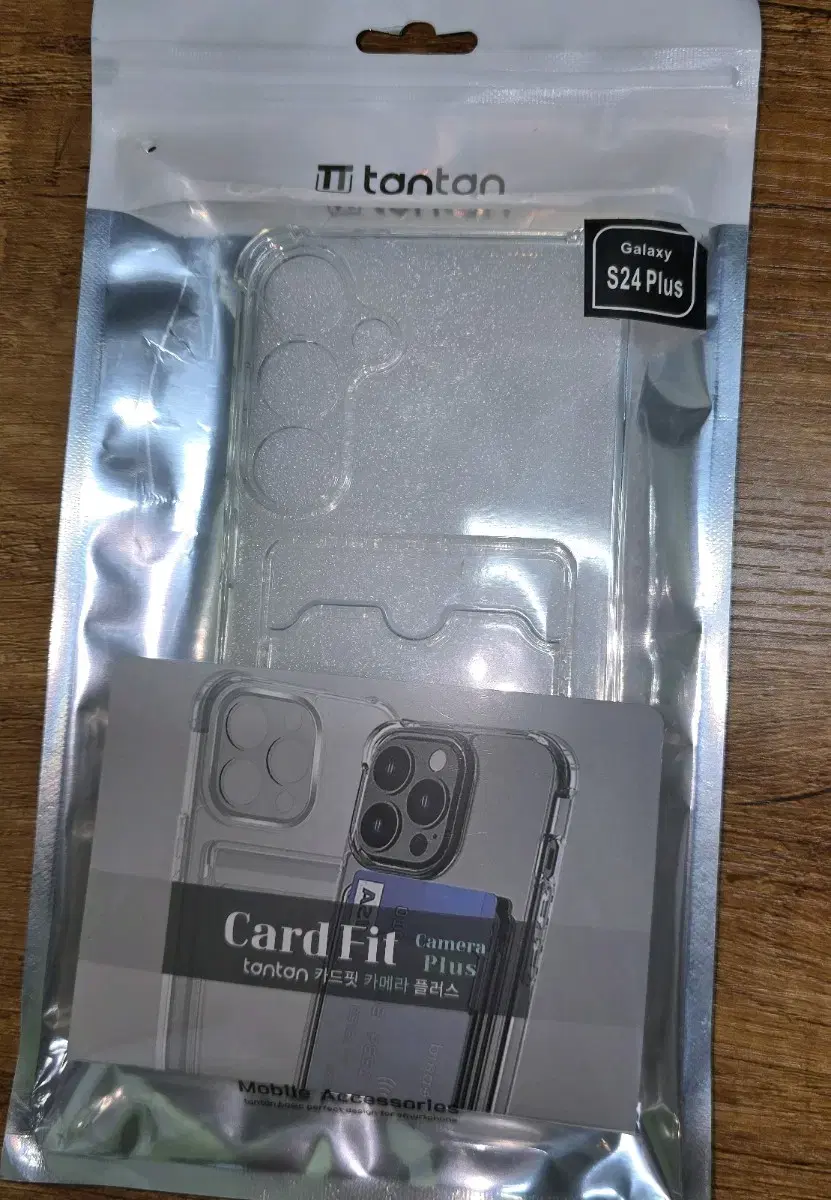 tantan
Galaxy
S24 Plus
Card Fit Camera Plus
tantan 카드핏 카메라 플러스
Mobile Accessories